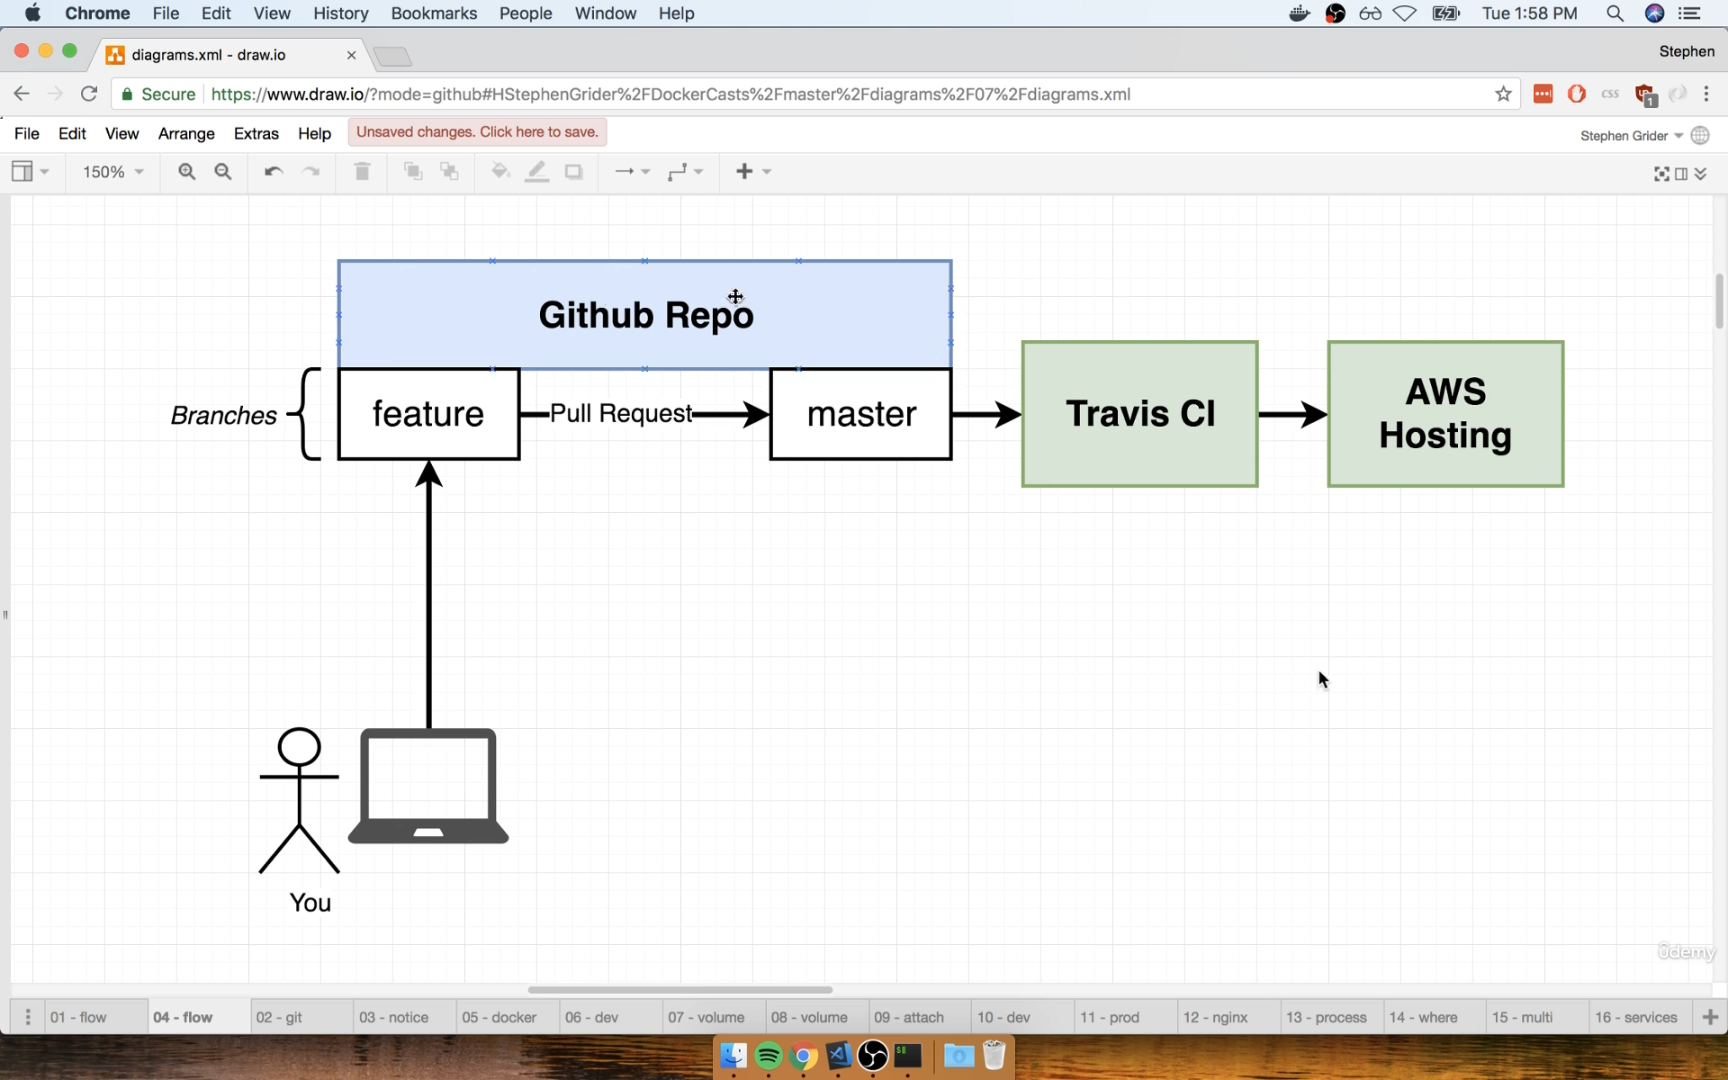 Chrome File Edit View History Bookmarks People Window Help Tue 1:58 PM
diagrams.xml - draw.io Stephen
Secure https://www.draw.io/?mode=github#HStephenGrider%2FDockerCasts%2Fmaster%2Fdiagrams%2F07%2Fdiagrams.xml
CSS
1
File Edit View Arrange Extras Help Unsaved changes. Click here to save. Stephen Grider
150%
Github Repo
Branches feature Pull Request master Travis CI
AWS
Hosting
You
ûdemy
01 - flow 04 - flow 02 - git 03 - notice 05 - docker 06 - dev 07 - volume 08 - volume 09 - attach 10 - dev 11 - prod 12 - nginx 13 - process 14 - where 15 - multi 16 - services